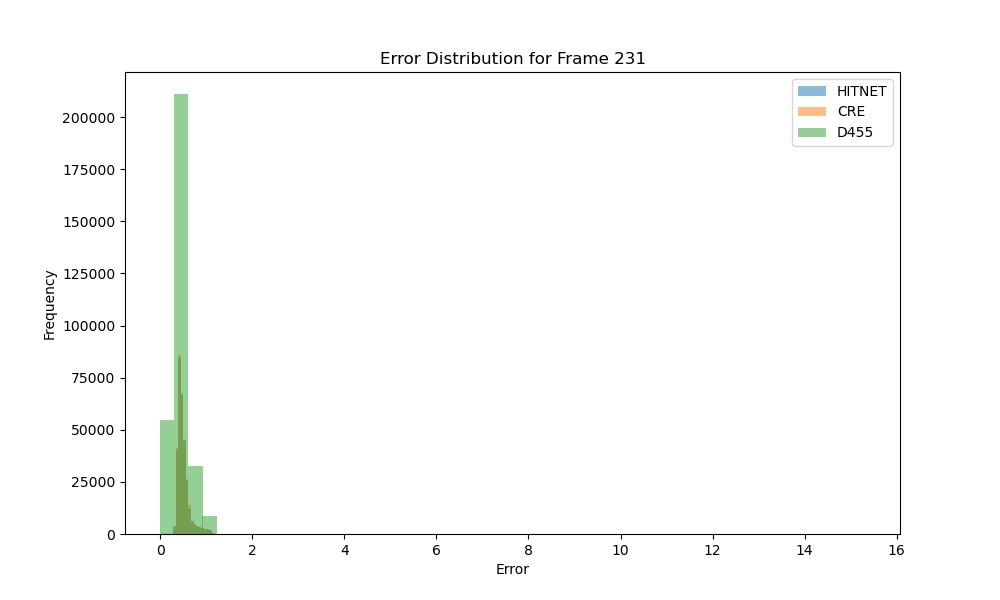 Error Distribution for Frame 231
HITNET
CRE
D455
200000
175000
150000
125000
100000
75000
50000
25000
0
Frequency
0 2 4 6 8 10 12 14 16
Error